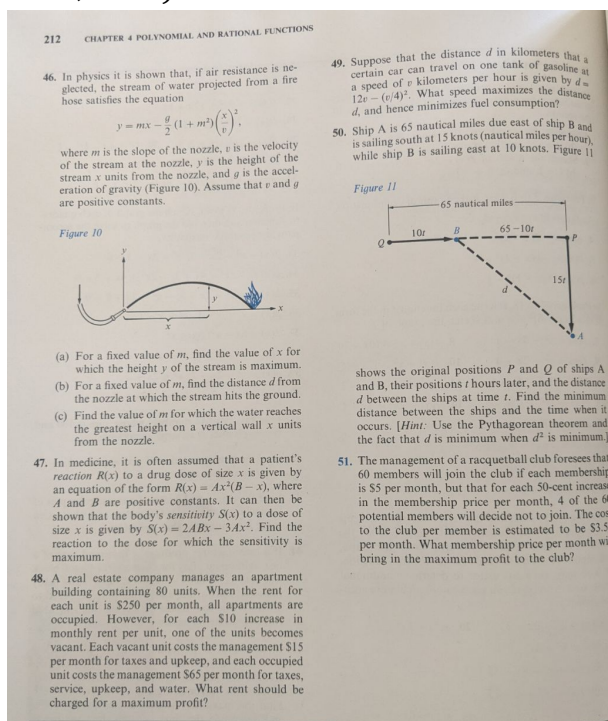 212 CHAPTER 4 POLYNOMIAL AND RATIONAL FUNCTIONS
46. In physics it is shown that, if air resistance is ne-
glected, the stream of water projected from a fire
hose satisfies the equation
y = mx − g/2 (1 + m²)(x/v)²,
where m is the slope of the nozzle, v is the velocity
of the stream at the nozzle, y is the height of the
stream x units from the nozzle, and g is the accel-
eration of gravity (Figure 10). Assume that v and g
are positive constants.
Figure 10
y
y
x
x
(a) For a fixed value of m, find the value of x for
which the height y of the stream is maximum.
(b) For a fixed value of m, find the distance d from
the nozzle at which the stream hits the ground.
(c) Find the value of m for which the water reaches
the greatest height on a vertical wall x units
from the nozzle.
47. In medicine, it is often assumed that a patient's
reaction R(x) to a drug dose of size x is given by
an equation of the form R(x) = Ax²(B − x), where
A and B are positive constants. It can then be
shown that the body's sensitivity S(x) to a dose of
size x is given by S(x) = 2ABx − 3Ax². Find the
reaction to the dose for which the sensitivity is
maximum.
48. A real estate company manages an apartment
building containing 80 units. When the rent for
each unit is $250 per month, all apartments are
occupied. However, for each $10 increase in
monthly rent per unit, one of the units becomes
vacant. Each vacant unit costs the management $15
per month for taxes and upkeep, and each occupied
unit costs the management $65 per month for taxes,
service, upkeep, and water. What rent should be
charged for a maximum profit?
49. Suppose that the distance d in kilometers that a
certain car can travel on one tank of gasoline at
a speed of v kilometers per hour is given by d =
12v − (v/4)². What speed maximizes the distance
d, and hence minimizes fuel consumption?
50. Ship A is 65 nautical miles due east of ship B and
is sailing south at 15 knots (nautical miles per hour),
while ship B is sailing east at 10 knots. Figure 11
Figure 11
65 nautical miles
10t B 65−10t
Q P
15t
d
A
shows the original positions P and Q of ships A
and B, their positions t hours later, and the distance
d between the ships at time t. Find the minimum
distance between the ships and the time when it
occurs. [Hint: Use the Pythagorean theorem and
the fact that d is minimum when d² is minimum.]
51. The management of a racquetball club foresees that
60 members will join the club if each membership
is $5 per month, but that for each 50-cent increase
in the membership price per month, 4 of the
potential members will decide not to join. The
to the club per member is estimated to be
per month. What membership price per month
bring in the maximum profit to the club?